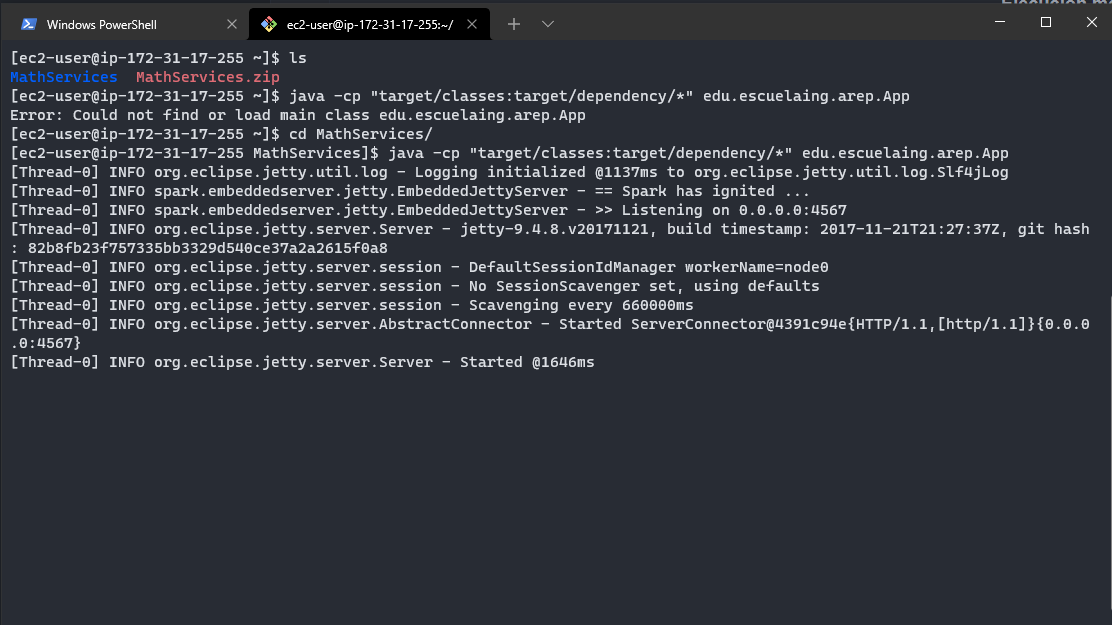 Ejecución m
Windows PowerShell
ec2-user@ip-172-31-17-255:~/
[ec2-user@ip-172-31-17-255 ~]$ ls
MathServices  MathServices.zip
[ec2-user@ip-172-31-17-255 ~]$ java -cp "target/classes:target/dependency/*" edu.escuelaing.arep.App
Error: Could not find or load main class edu.escuelaing.arep.App
[ec2-user@ip-172-31-17-255 ~]$ cd MathServices/
[ec2-user@ip-172-31-17-255 MathServices]$ java -cp "target/classes:target/dependency/*" edu.escuelaing.arep.App
[Thread-0] INFO org.eclipse.jetty.util.log - Logging initialized @1137ms to org.eclipse.jetty.util.log.Slf4jLog
[Thread-0] INFO spark.embeddedserver.jetty.EmbeddedJettyServer - == Spark has ignited ...
[Thread-0] INFO spark.embeddedserver.jetty.EmbeddedJettyServer - >> Listening on 0.0.0.0:4567
[Thread-0] INFO org.eclipse.jetty.server.Server - jetty-9.4.8.v20171121, build timestamp: 2017-11-21T21:27:37Z, git hash
: 82b8fb23f757335bb3329d540ce37a2a2615f0a8
[Thread-0] INFO org.eclipse.jetty.server.session - DefaultSessionIdManager workerName=node0
[Thread-0] INFO org.eclipse.jetty.server.session - No SessionScavenger set, using defaults
[Thread-0] INFO org.eclipse.jetty.server.session - Scavenging every 660000ms
[Thread-0] INFO org.eclipse.jetty.server.AbstractConnector - Started ServerConnector@4391c94e{HTTP/1.1,[http/1.1]}{0.0.0
.0:4567}
[Thread-0] INFO org.eclipse.jetty.server.Server - Started @1646ms